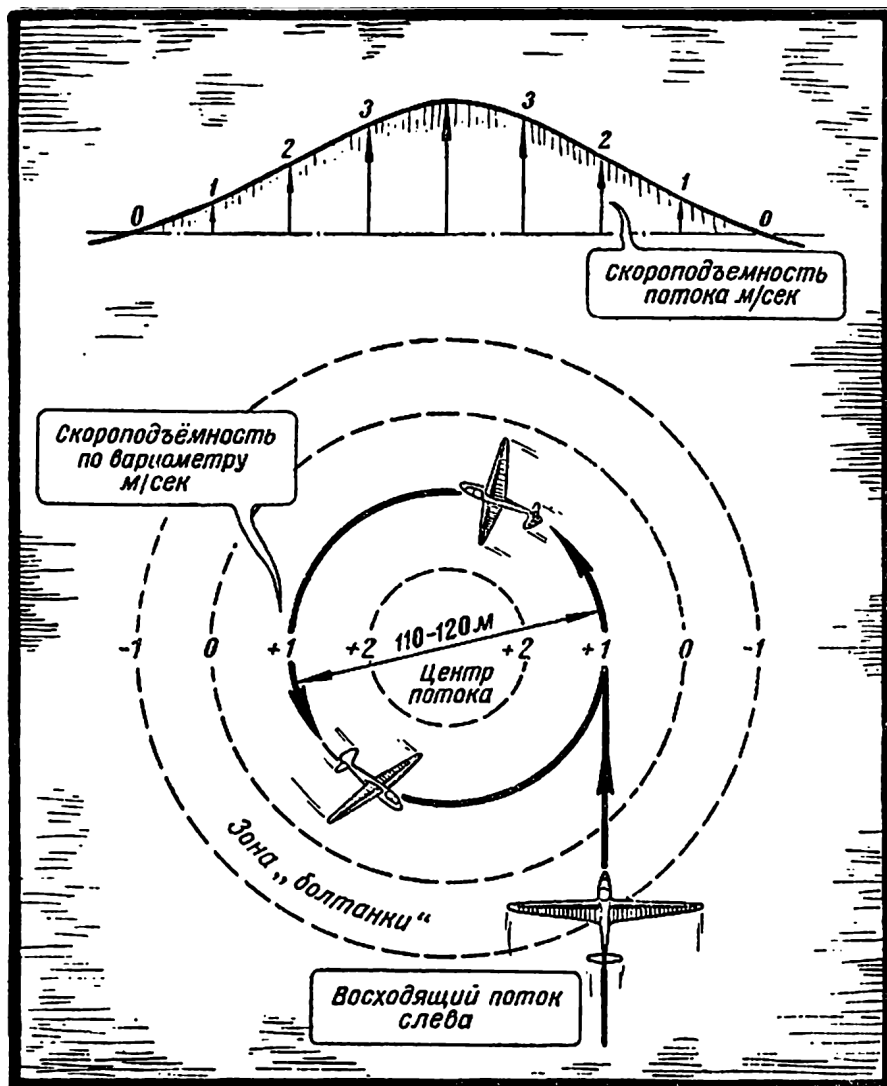 3 3
2 2
1 1
0 0
Скороподъемность
потока м/сек
Скороподъёмность
по вариометру
м/сек
110-120 м
-1 0 +1 +2 +2 +1 0 -1
Центр
потока
Зона „болтанки“
Восходящий поток
слева